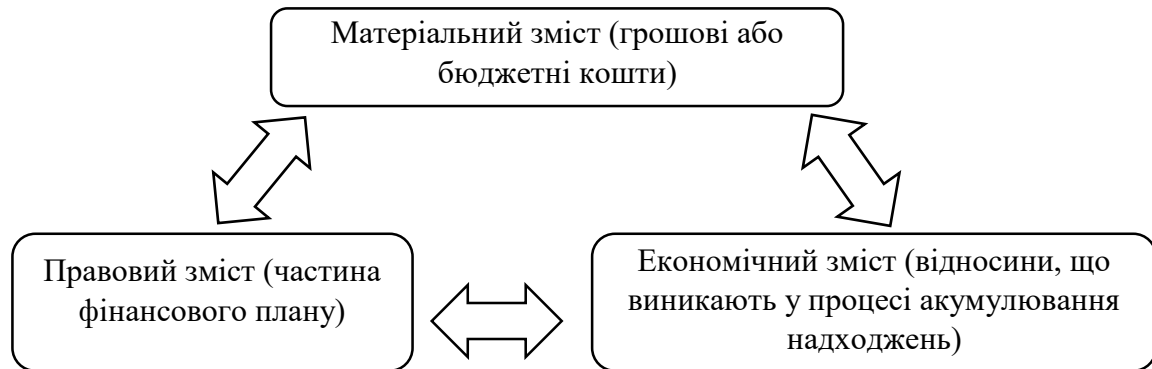 Матеріальний зміст (грошові або
бюджетні кошти)
Правовий зміст (частина
фінансового плану)
Економічний зміст (відносини, що
виникають у процесі акумулювання
надходжень)